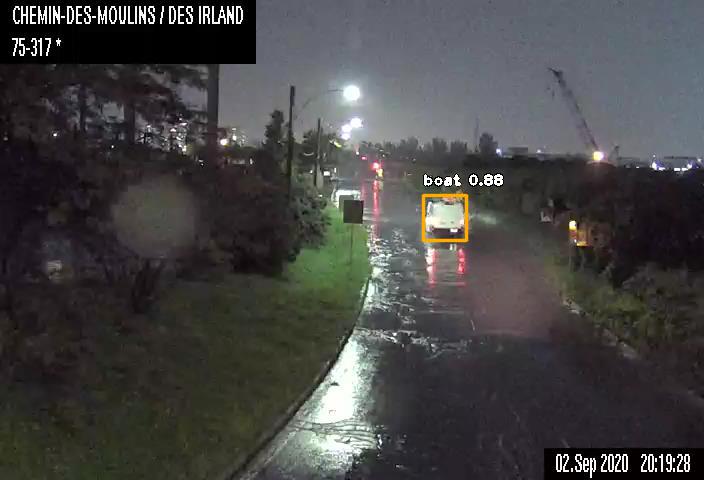 CHEMIN-DES-MOULINS / DES IRLAND
75-317 *
boat 0.88
02.Sep 2020 20:19:28